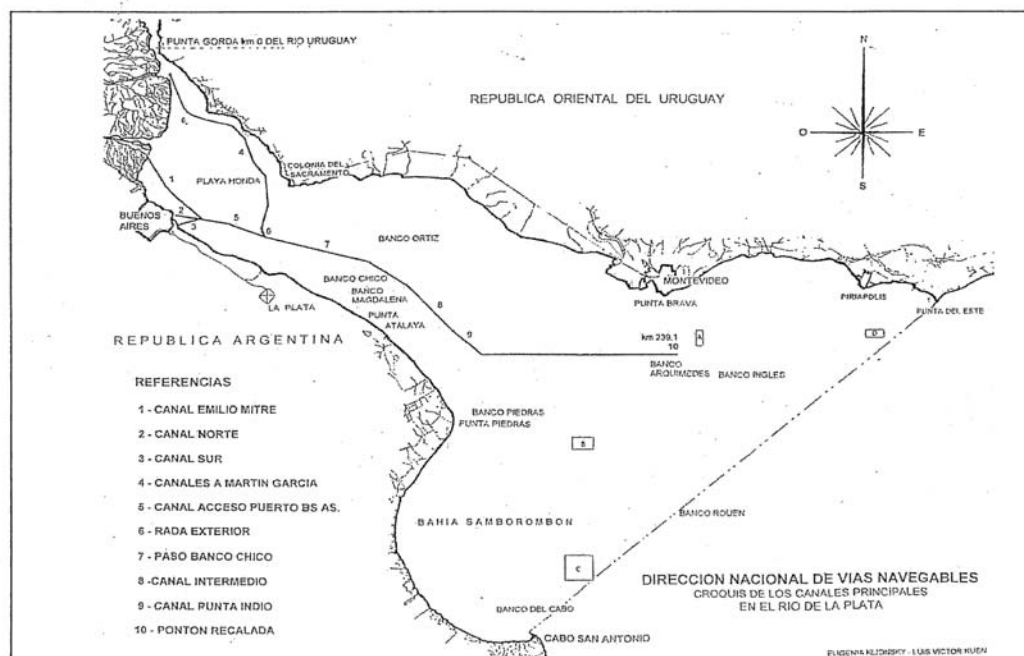 PUNTA GORDA km 0 DEL RIO URUGUAY
N
REPUBLICA ORIENTAL DEL URUGUAY
O
E
S
6
4
COLONIA DEL
SACRAMENTO
1
PLAYA HONDA
BUENOS
AIRES
2
3
5
6
7
BANCO ORTIZ
BANCO CHICO
BANCO
MAGDALENA
LA PLATA
PUNTA
ATALAYA
8
9
MONTEVIDEO
PUNTA BRAVA
PIRIAPOLIS
PUNTA DEL ESTE
km 239.1
10
A
D
BANCO
ARQUIMEDES
BANCO INGLES
REPUBLICA ARGENTINA
REFERENCIAS
1 - CANAL EMILIO MITRE
2 - CANAL NORTE
3 - CANAL SUR
4 - CANALES A MARTIN GARCIA
5 - CANAL ACCESO PUERTO BS AS.
6 - RADA EXTERIOR
7 - PASO BANCO CHICO
8 -CANAL INTERMEDIO
9 - CANAL PUNTA INDIO
10 - PONTON RECALADA
BANCO PIEDRAS
PUNTA PIEDRAS
B
BAHIA SAMBOROMBON
BANCO ROUEN
C
BANCO DEL CABO
CABO SAN ANTONIO
DIRECCION NACIONAL DE VIAS NAVEGABLES
CROQUIS DE LOS CANALES PRINCIPALES
EN EL RIO DE LA PLATA
EUGENIA - LUIS VICTOR KUEN